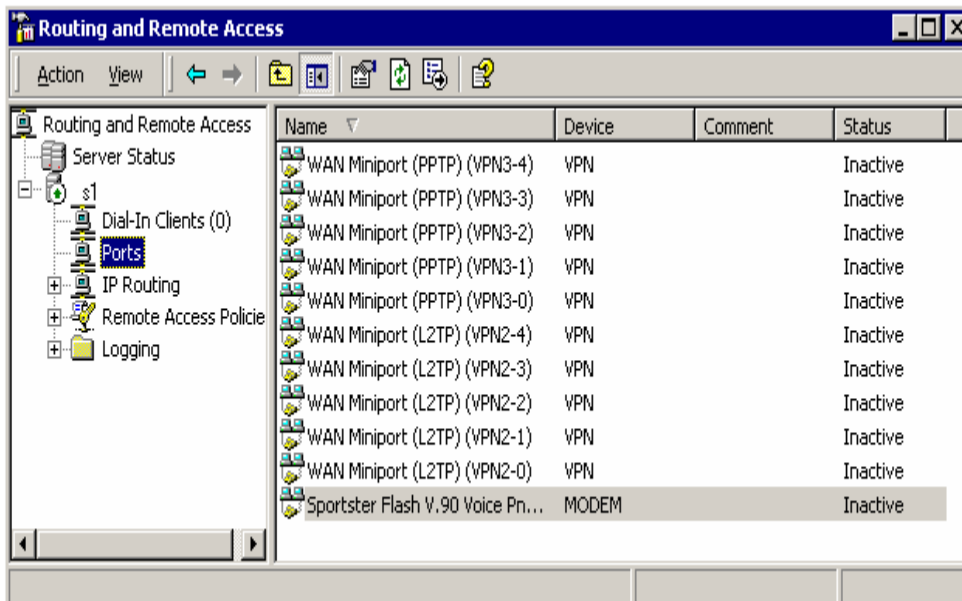 Routing and Remote Access
Action View
Routing and Remote Access
Server Status
s1
Dial-In Clients (0)
Ports
IP Routing
Remote Access Policie
Logging
Name Device Comment Status
WAN Miniport (PPTP) (VPN3-4) VPN Inactive
WAN Miniport (PPTP) (VPN3-3) VPN Inactive
WAN Miniport (PPTP) (VPN3-2) VPN Inactive
WAN Miniport (PPTP) (VPN3-1) VPN Inactive
WAN Miniport (PPTP) (VPN3-0) VPN Inactive
WAN Miniport (L2TP) (VPN2-4) VPN Inactive
WAN Miniport (L2TP) (VPN2-3) VPN Inactive
WAN Miniport (L2TP) (VPN2-2) VPN Inactive
WAN Miniport (L2TP) (VPN2-1) VPN Inactive
WAN Miniport (L2TP) (VPN2-0) VPN Inactive
Sportster Flash V.90 Voice Pn... MODEM Inactive